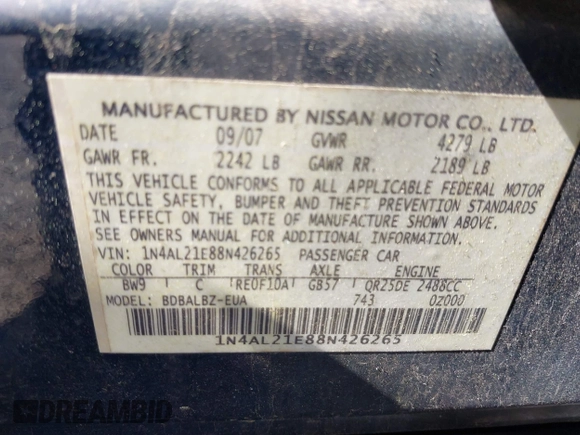 MANUFACTURED BY NISSAN MOTOR CO., LTD.
DATE 09/07 GVWR 4279 LB
GAWR FR. 2242 LB GAWR RR. 2189 LB
THIS VEHICLE CONFORMS TO ALL APPLICABLE FEDERAL MOTOR
VEHICLE SAFETY, BUMPER AND THEFT PREVENTION STANDARDS
IN EFFECT ON THE DATE OF MANUFACTURE SHOWN ABOVE.
SEE OWNERS MANUAL FOR ADDITIONAL INFORMATION.
VIN: 1N4AL21E88N426265 PASSENGER CAR
COLOR TRIM TRANS AXLE ENGINE
BW9 C RE0F10A GB57 QR25DE 2488CC
MODEL: BDBALBZ-EUA 743 0Z000
1N4AL21E88N426265
DREAMBID